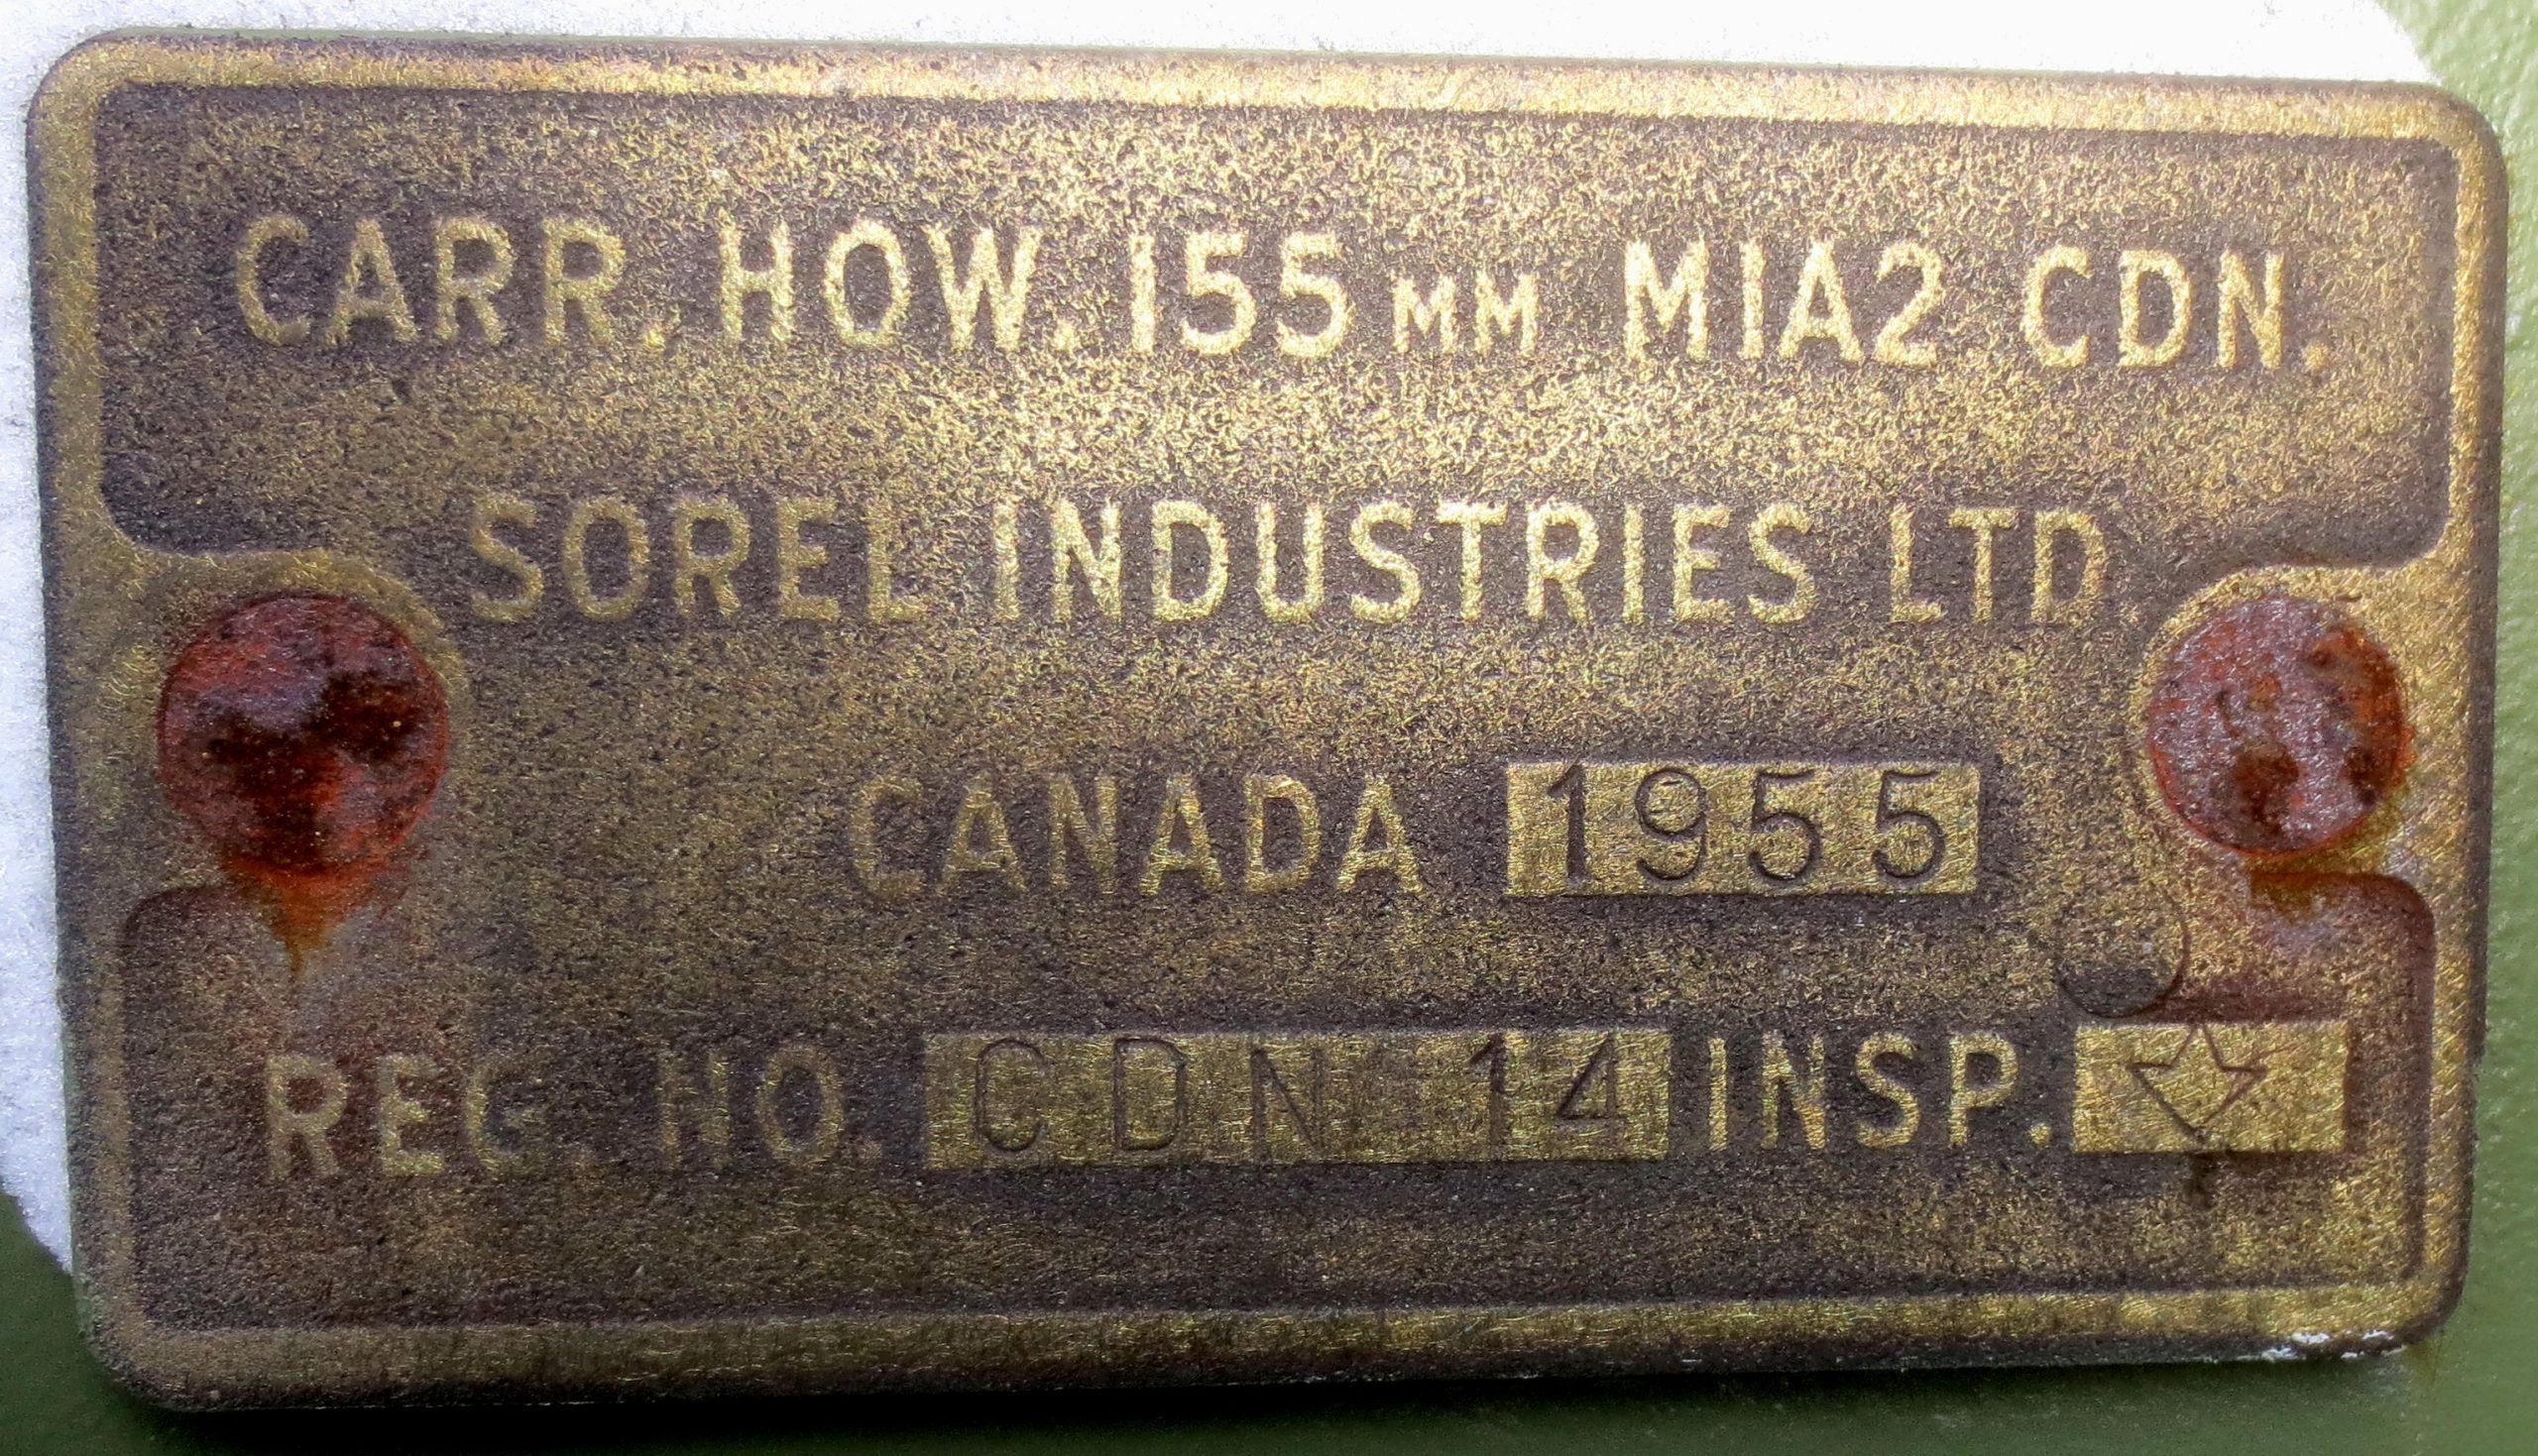 CARR. HOW. 155 MM M1A2 CDN.
SOREL INDUSTRIES LTD.
CANADA 1955
REG. NO. CDN 14 INSP.